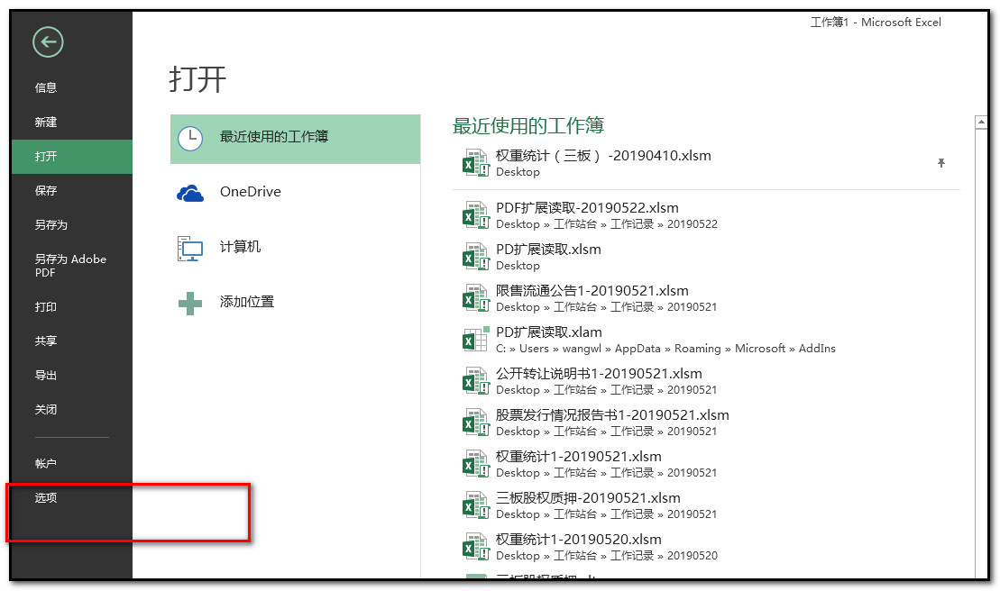 工作簿1 - Microsoft Excel
信息
新建
打开
保存
另存为
另存为 Adobe
PDF
打印
共享
导出
关闭
帐户
选项
打开
最近使用的工作簿
OneDrive
计算机
添加位置
最近使用的工作簿
权重统计（三板） -20190410.xlsm
Desktop
PDF扩展读取-20190522.xlsm
Desktop » 工作站台 » 工作记录 » 20190522
PD扩展读取.xlsm
Desktop
限售流通公告1-20190521.xlsm
Desktop » 工作站台 » 工作记录 » 20190521
PD扩展读取.xlam
C: » Users » wangwl » AppData » Roaming » Microsoft » AddIns
公开转让说明书1-20190521.xlsm
Desktop » 工作站台 » 工作记录 » 20190521
股票发行情况报告书1-20190521.xlsm
Desktop » 工作站台 » 工作记录 » 20190521
权重统计1-20190521.xlsm
Desktop » 工作站台 » 工作记录 » 20190521
三板股权质押-20190521.xlsm
Desktop » 工作站台 » 工作记录 » 20190521
权重统计1-20190520.xlsm
Desktop » 工作站台 » 工作记录 » 20190520